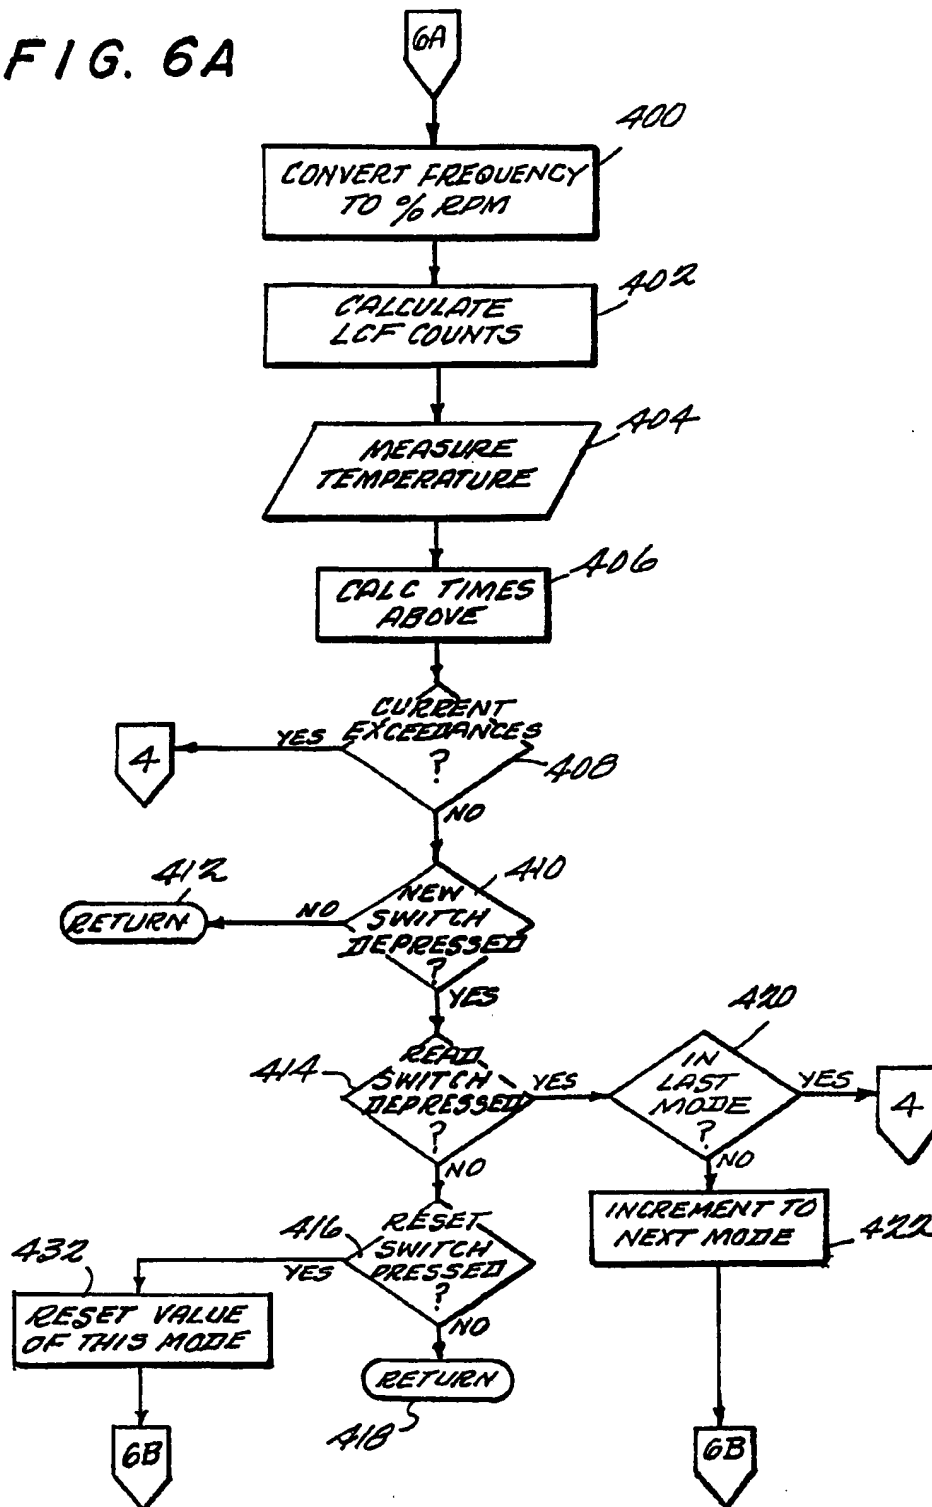 FIG. 6A
6A
400
CONVERT FREQUENCY
TO % RPM
402
CALCULATE
LCF COUNTS
404
MEASURE
TEMPERATURE
406
CALC TIMES
ABOVE
CURRENT
EXCEEDANCES
?
408
YES
4
NO
410
NEW
SWITCH
DEPRESSED
?
NO
412
RETURN
YES
414
READ
SWITCH
DEPRESSED
?
YES
420
IN
LAST
MODE
?
YES
4
NO
INCREMENT TO
NEXT MODE
422
6B
NO
416
RESET
SWITCH
PRESSED
?
YES
432
RESET VALUE
OF THIS MODE
6B
NO
RETURN
418